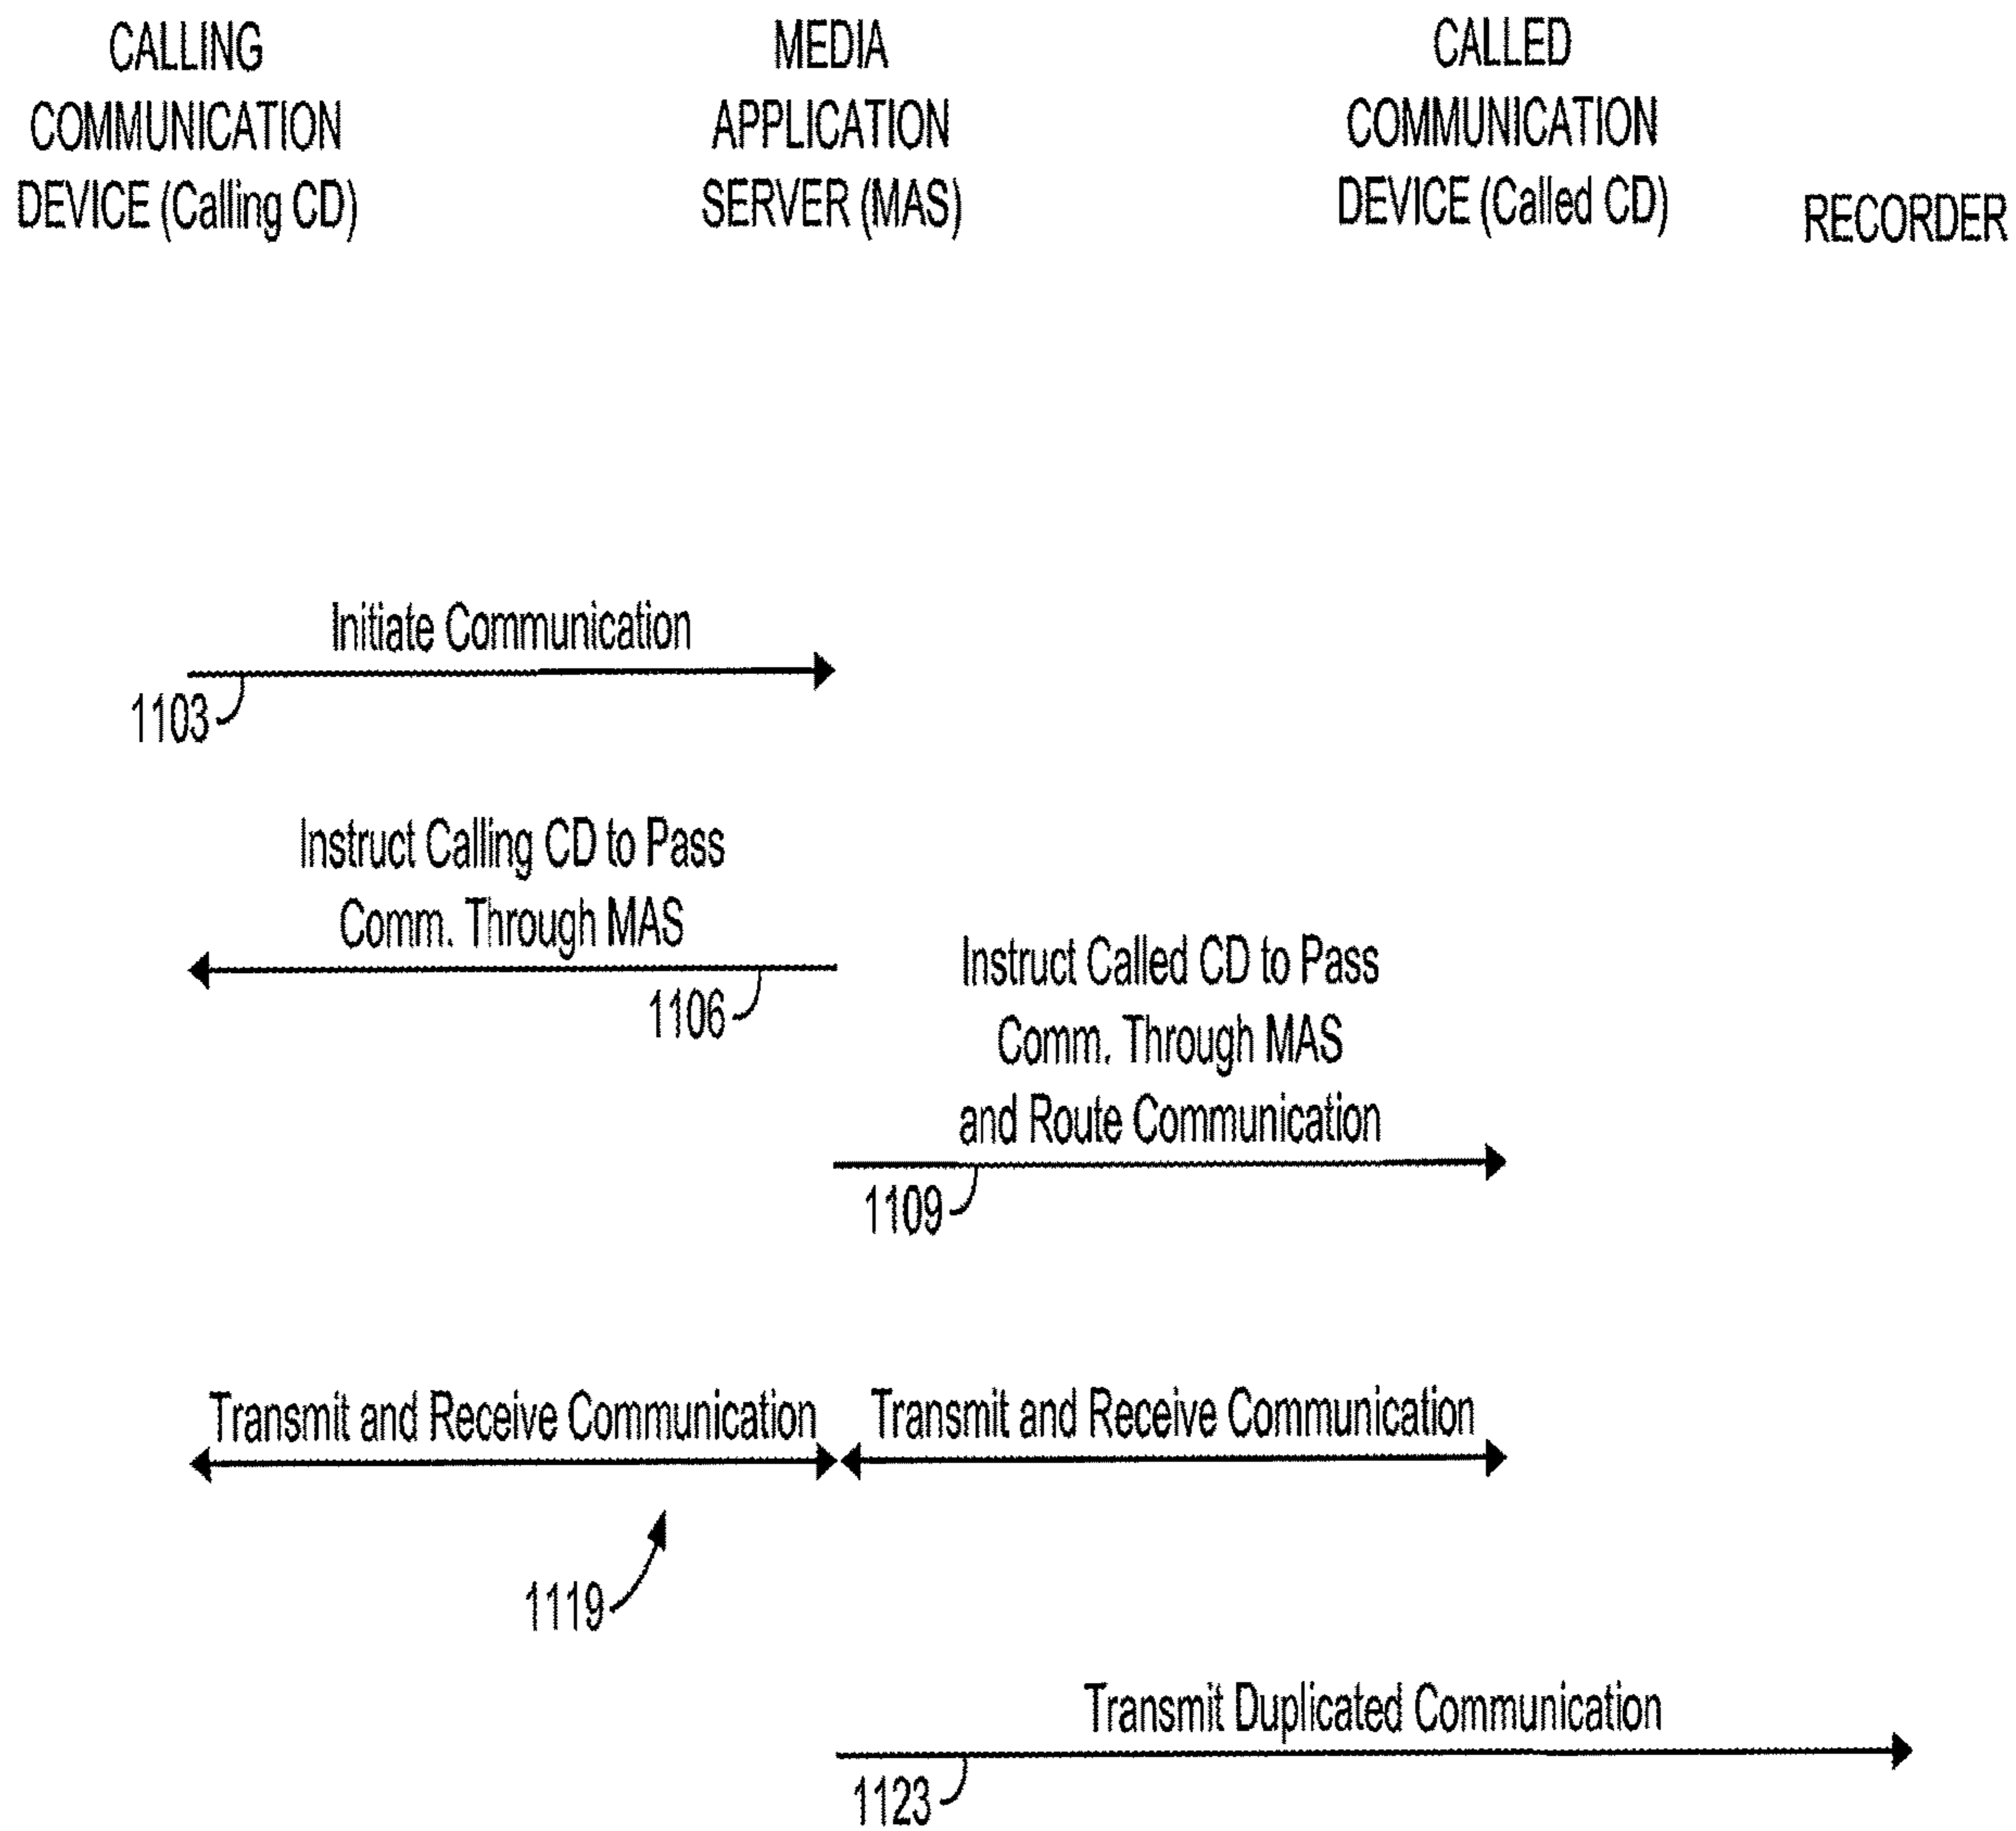 CALLING
COMMUNICATION
DEVICE (Calling CD)
MEDIA
APPLICATION
SERVER (MAS)
CALLED
COMMUNICATION
DEVICE (Called CD)
RECORDER
Initiate Communication
1103
Instruct Calling CD to Pass
Comm. Through MAS
1106
Instruct Called CD to Pass
Comm. Through MAS
and Route Communication
1109
Transmit and Receive Communication
Transmit and Receive Communication
1119
Transmit Duplicated Communication
1123